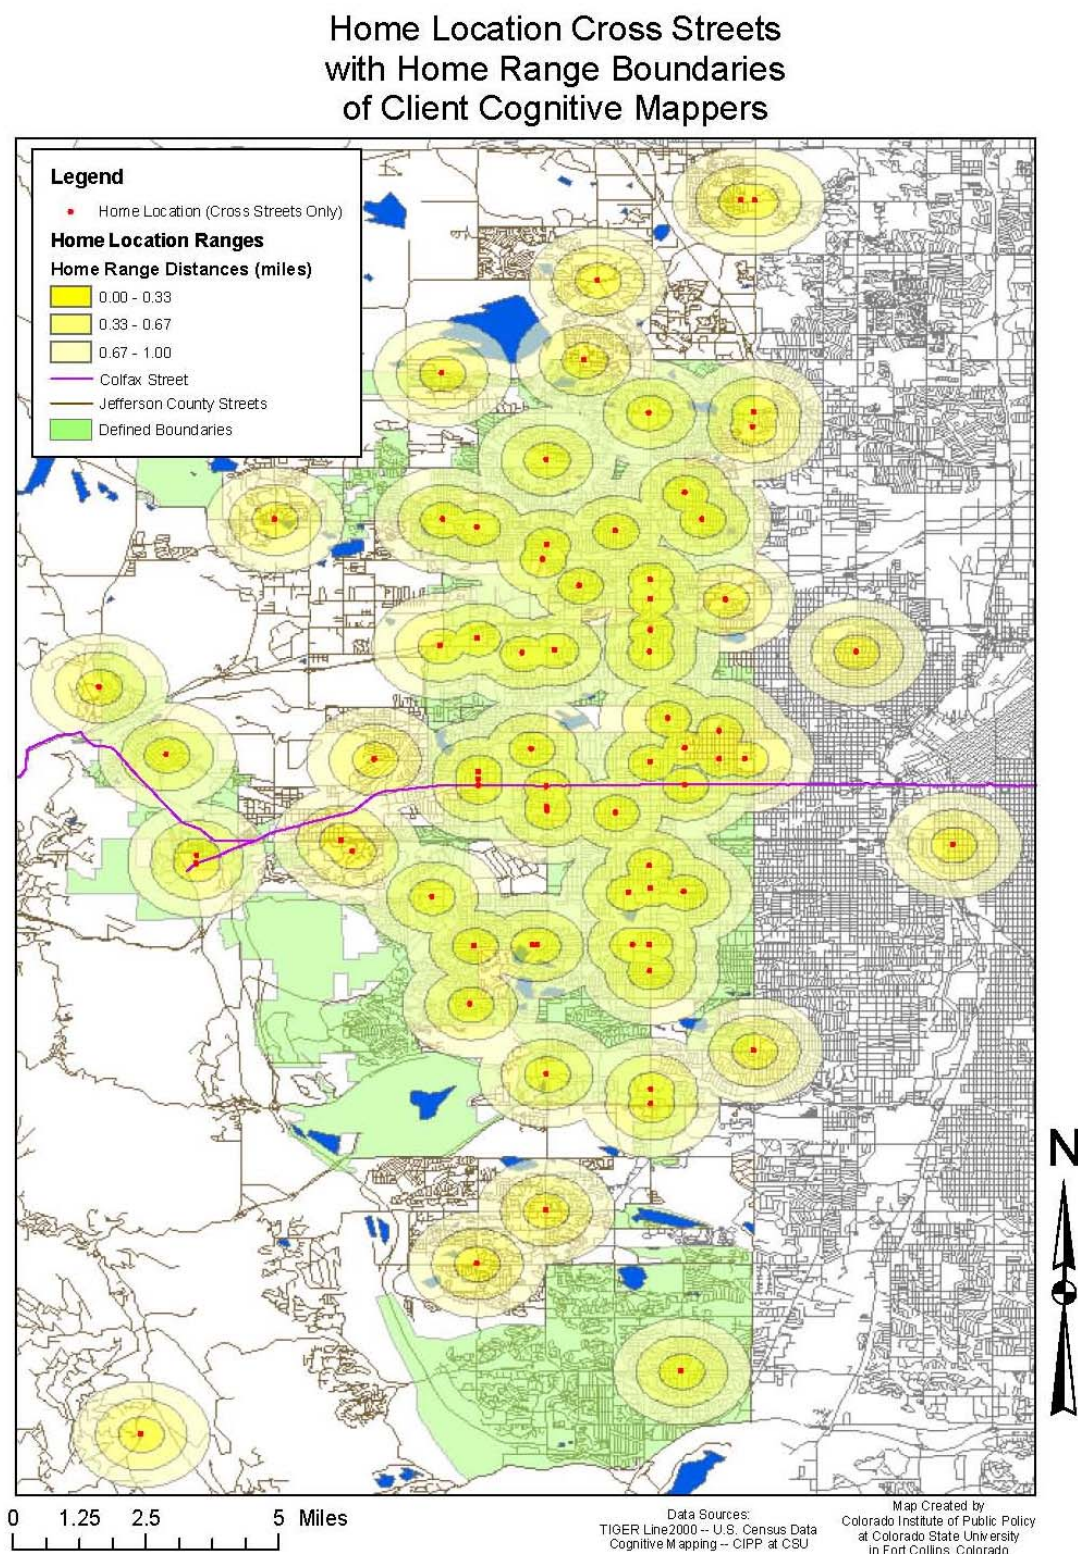 Home Location Cross Streets
with Home Range Boundaries
of Client Cognitive Mappers
Legend
Home Location (Cross Streets Only)
Home Location Ranges
Home Range Distances (miles)
0.00 - 0.33
0.33 - 0.67
0.67 - 1.00
Colfax Street
Jefferson County Streets
Defined Boundaries
N
0 1.25 2.5 5 Miles
Data Sources:
TIGER Line2000 -- U.S. Census Data
Cognitive Mapping -- CIPP at CSU
Map Created by
Colorado Institute of Public Policy
at Colorado State University
in Fort Collins, Colorado